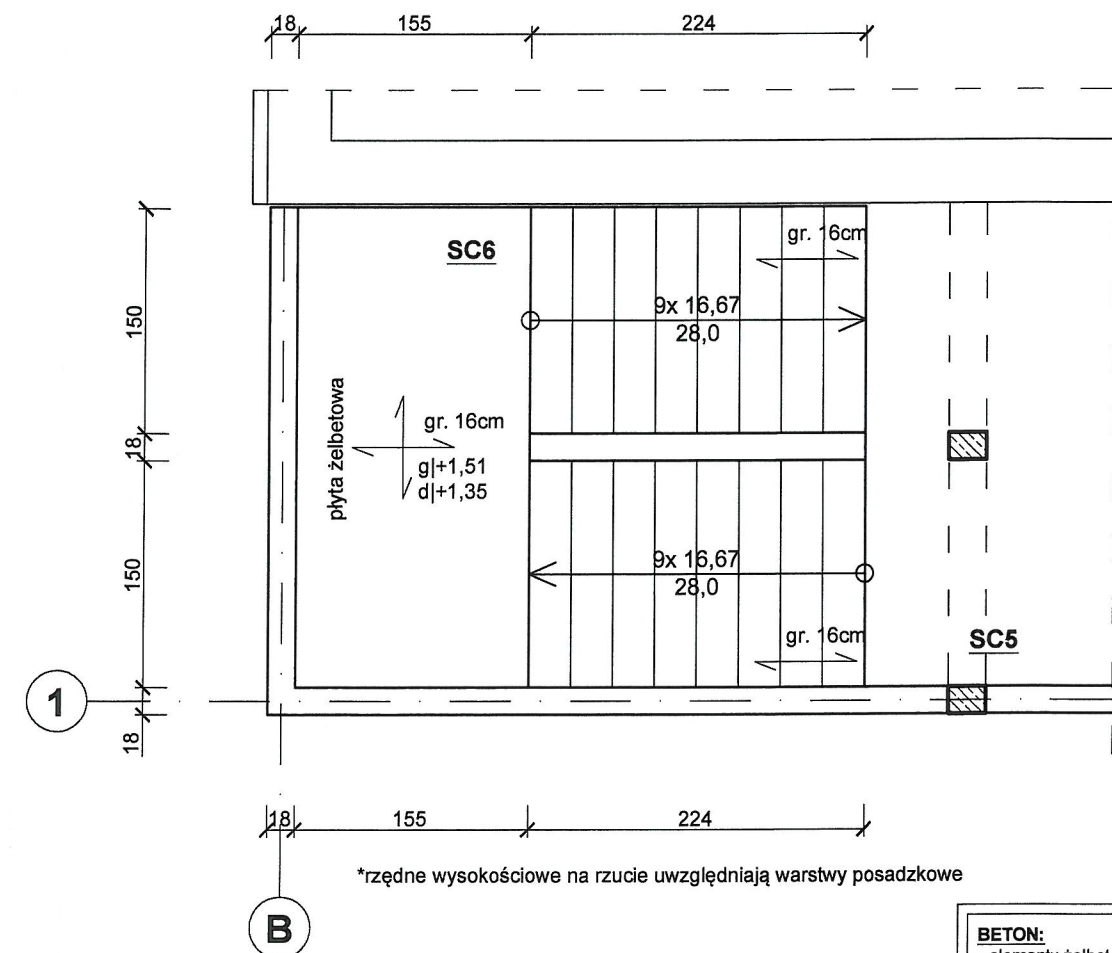 18 155 224
SC6
gr. 16cm
9x 16,67
28,0
150
18
150
18
płyta żelbetowa
gr. 16cm
g|+1,51
d|+1,35
9x 16,67
28,0
gr. 16cm
SC5
1
18 155 224
*rzędne wysokościowe na rzucie uwzględniają warstwy posadzkowe
B
BETON: